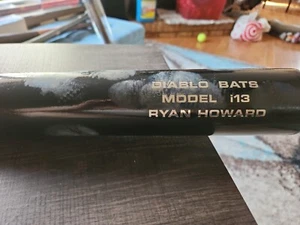 DIABLO BATS
MODEL i13
RYAN HOWARD